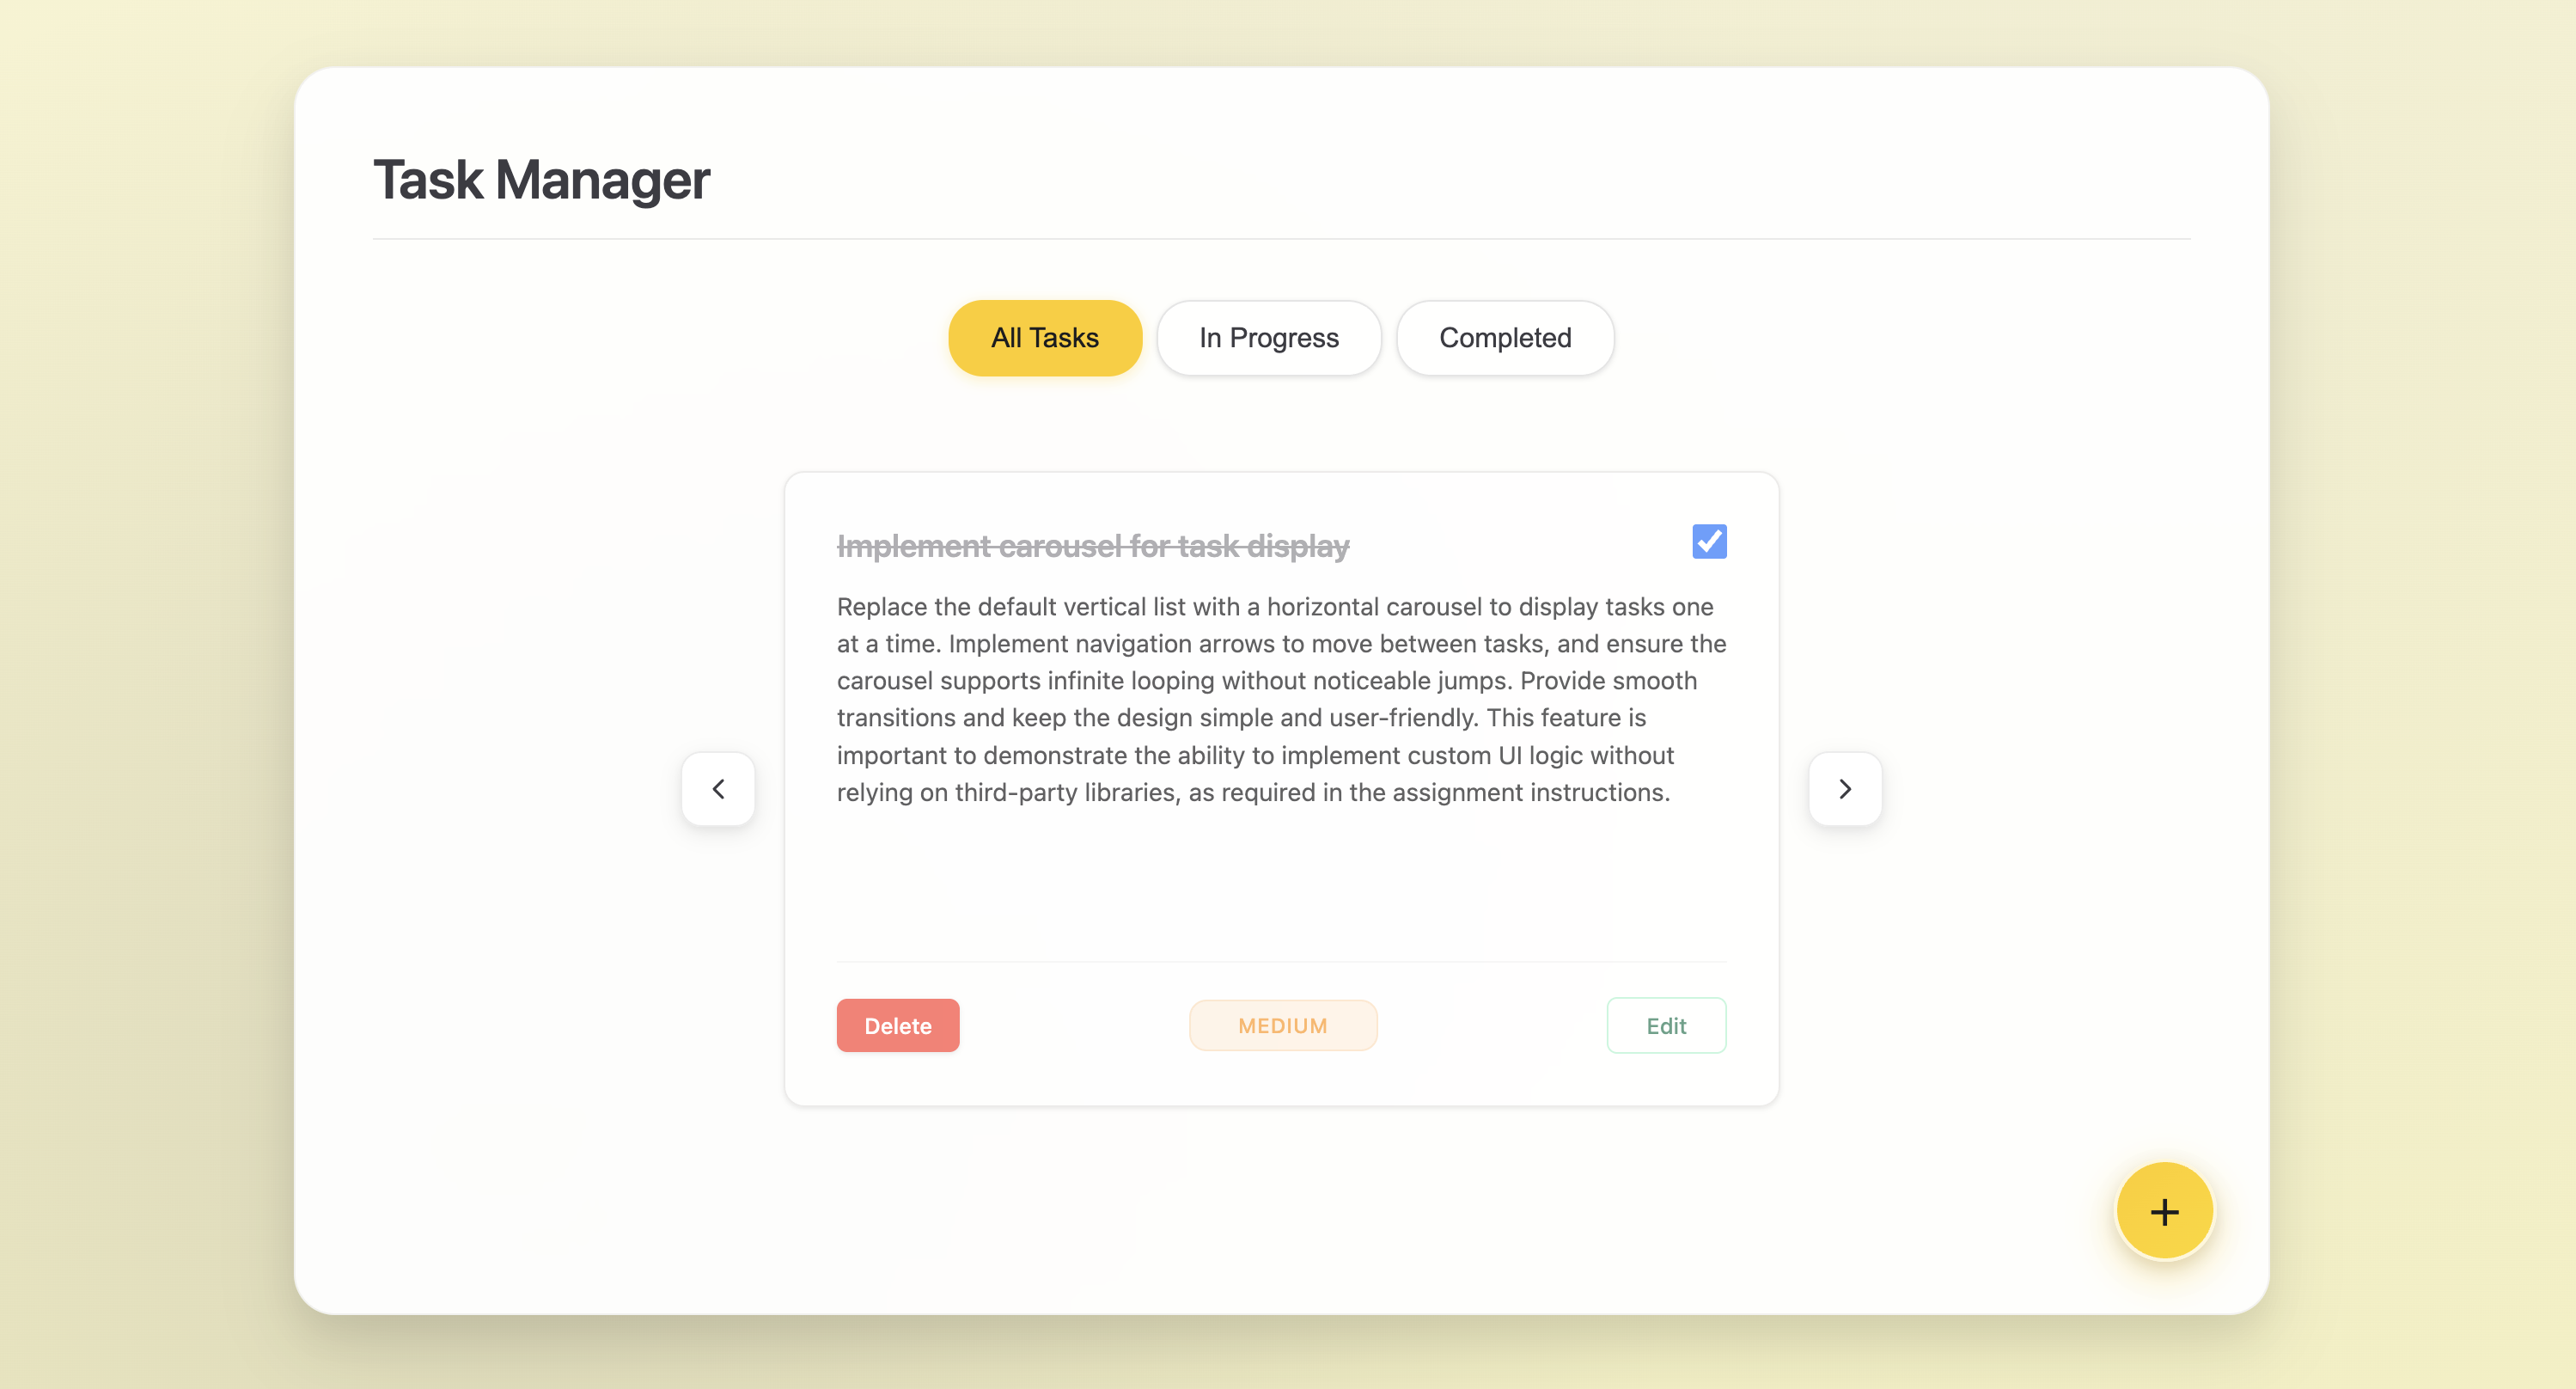 Task Manager
All Tasks
In Progress
Completed
Implement carousel for task display
Replace the default vertical list with a horizontal carousel to display tasks one
at a time. Implement navigation arrows to move between tasks, and ensure the
carousel supports infinite looping without noticeable jumps. Provide smooth
transitions and keep the design simple and user-friendly. This feature is
important to demonstrate the ability to implement custom UI logic without
relying on third-party libraries, as required in the assignment instructions.
Delete
MEDIUM
Edit
+